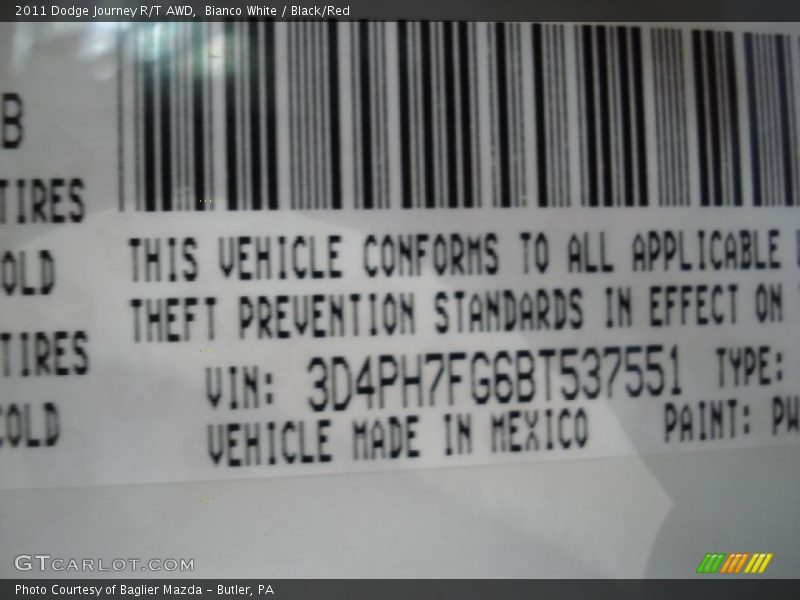 2011 Dodge Journey R/T AWD, Bianco White / Black/Red
B
TIRES
OLD
TIRES
COLD
THIS VEHICLE CONFORMS TO ALL APPLICABLE
THEFT PREVENTION STANDARDS IN EFFECT ON
VIN: 3D4PH7FG6BT537551 TYPE:
VEHICLE MADE IN MEXICO PAINT: PW
GTCARLOT.COM
Photo Courtesy of Baglier Mazda - Butler, PA